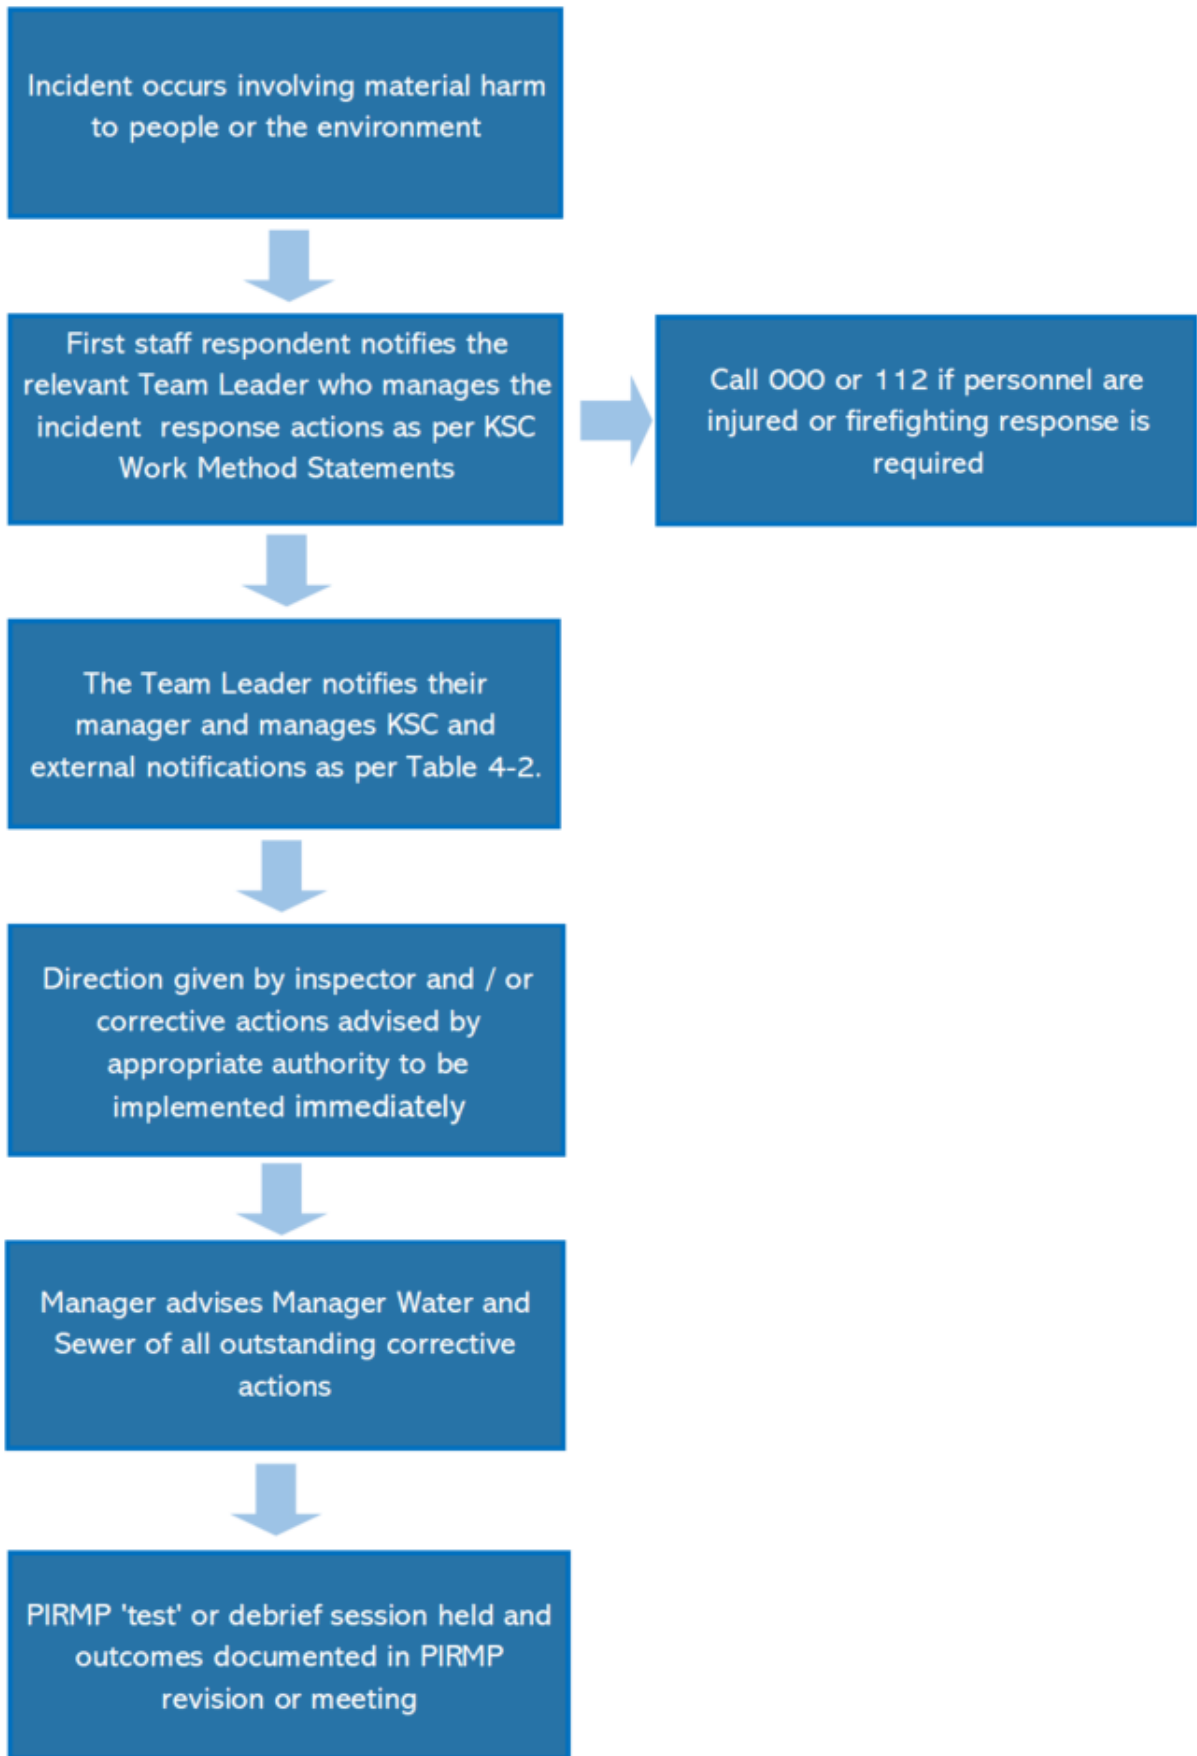 Incident occurs involving material harm
to people or the environment
First staff respondent notifies the
relevant Team Leader who manages the
incident response actions as per KSC
Work Method Statements
Call 000 or 112 if personnel are
injured or firefighting response is
required
The Team Leader notifies their
manager and manages KSC and
external notifications as per Table 4-2.
Direction given by inspector and / or
corrective actions advised by
appropriate authority to be
implemented immediately
Manager advises Manager Water and
Sewer of all outstanding corrective
actions
PIRMP 'test' or debrief session held and
outcomes documented in PIRMP
revision or meeting